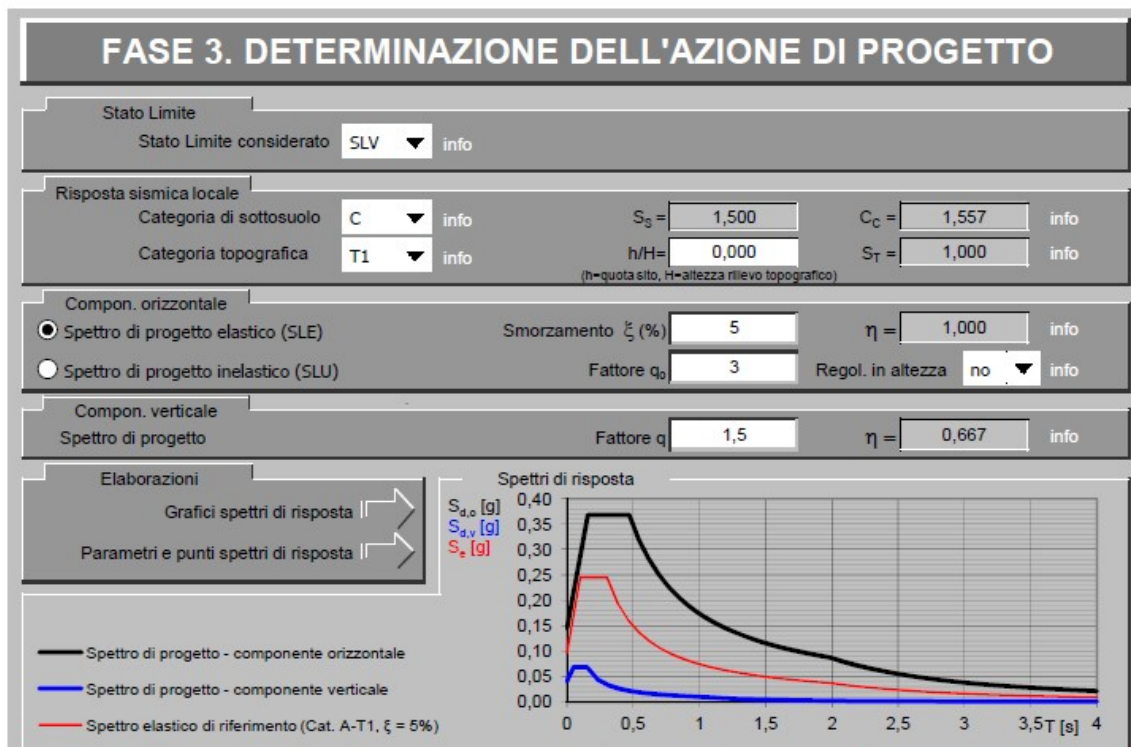 FASE 3. DETERMINAZIONE DELL'AZIONE DI PROGETTO
Stato Limite
Stato Limite considerato SLV info
Risposta sismica locale
Categoria di sottosuolo C info S_S = 1,500 C_C = 1,557 info
Categoria topografica T1 info h/H= 0,000 S_T = 1,000 info
(h=quota sito, H=altezza rilievo topografico)
Compon. orizzontale
Spettro di progetto elastico (SLE) Smorzamento ξ (%) 5 η = 1,000 info
Spettro di progetto inelastico (SLU) Fattore q₀ 3 Regol. in altezza no info
Compon. verticale
Spettro di progetto Fattore q 1,5 η = 0,667 info
Elaborazioni
Grafici spettri di risposta
Parametri e punti spettri di risposta
Spettri di risposta
S_d,o [g]
S_d,v [g]
S_e [g]
0,40
0,35
0,30
0,25
0,20
0,15
0,10
0,05
0,00
0 0,5 1 1,5 2 2,5 3 3,5 T [s] 4
Spettro di progetto - componente orizzontale
Spettro di progetto - componente verticale
Spettro elastico di riferimento (Cat. A-T1, ξ = 5%)